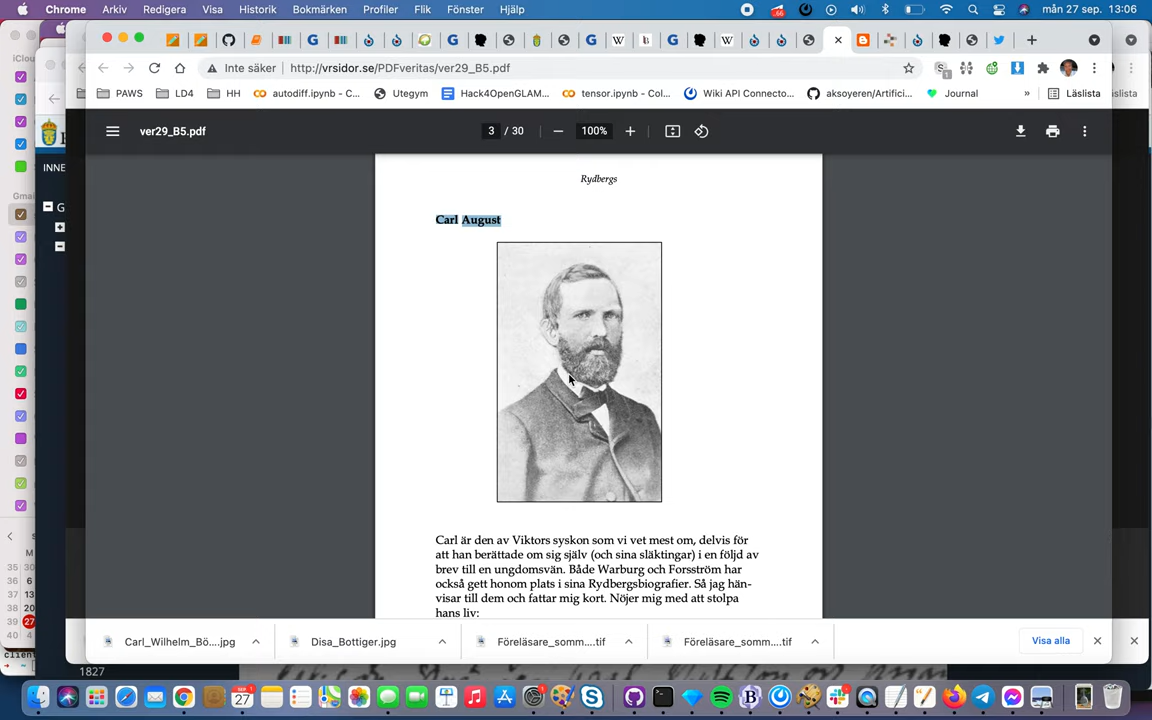 Chrome Arkiv Redigera Visa Historik Bokmärken Profiler Flik Fönster Hjälp mån 27 sep. 13:06
Inte säker http://vrsidor.se/PDFveritas/ver29_B5.pdf
PAWS LD4 HH autodiff.ipynb - C... Utegym Hack4OpenGLAM... tensor.ipynb - Col... Wiki API Connecto... aksoyeren/Artifici... Journal » Läslista
ver29_B5.pdf 3 / 30 100%
INNE
Rydbergs
Carl August
Carl är den av Viktors syskon som vi vet mest om, delvis för
att han berättade om sig själv (och sina släktingar) i en följd av
brev till en ungdomsvän. Både Warburg och Forsström har
också gett honom plats i sina Rydbergsbiografier. Så jag hän-
visar till dem och fattar mig kort. Nöjer mig med att stolpa
hans liv:
Carl_Wilhelm_Bö....jpg Disa_Bottiger.jpg Föreläsare_somm....tif Föreläsare_somm....tif Visa alla
1827